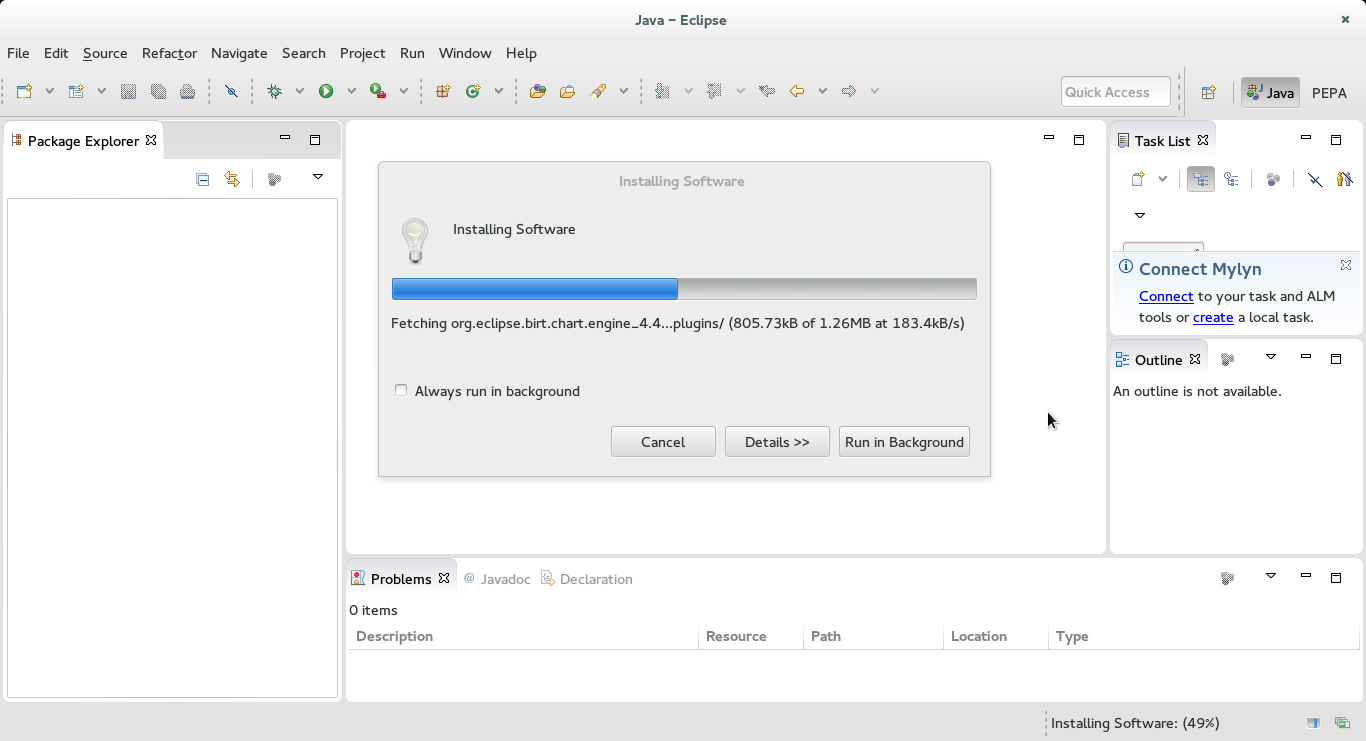 Java – Eclipse
File Edit Source Refactor Navigate Search Project Run Window Help
Quick Access
Java
PEPA
Package Explorer
Installing Software
Installing Software
Fetching org.eclipse.birt.chart.engine_4.4...plugins/ (805.73kB of 1.26MB at 183.4kB/s)
Always run in background
Cancel
Details >>
Run in Background
Task List
Connect Mylyn
Connect to your task and ALM
tools or create a local task.
Outline
An outline is not available.
Problems
@ Javadoc
Declaration
0 items
Description Resource Path Location Type
Installing Software: (49%)